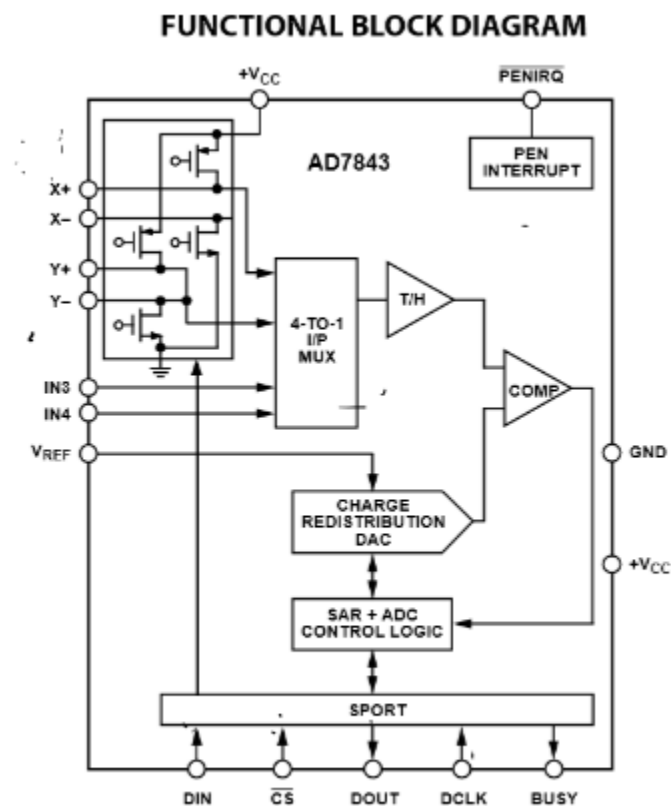 FUNCTIONAL BLOCK DIAGRAM
+VCC
PENIRQ
AD7843
PEN
INTERRUPT
X+
X–
Y+
Y–
IN3
IN4
VREF
4-TO-1
I/P
MUX
T/H
COMP
GND
+VCC
CHARGE
REDISTRIBUTION
DAC
SAR + ADC
CONTROL LOGIC
SPORT
DIN
CS
DOUT
DCLK
BUSY